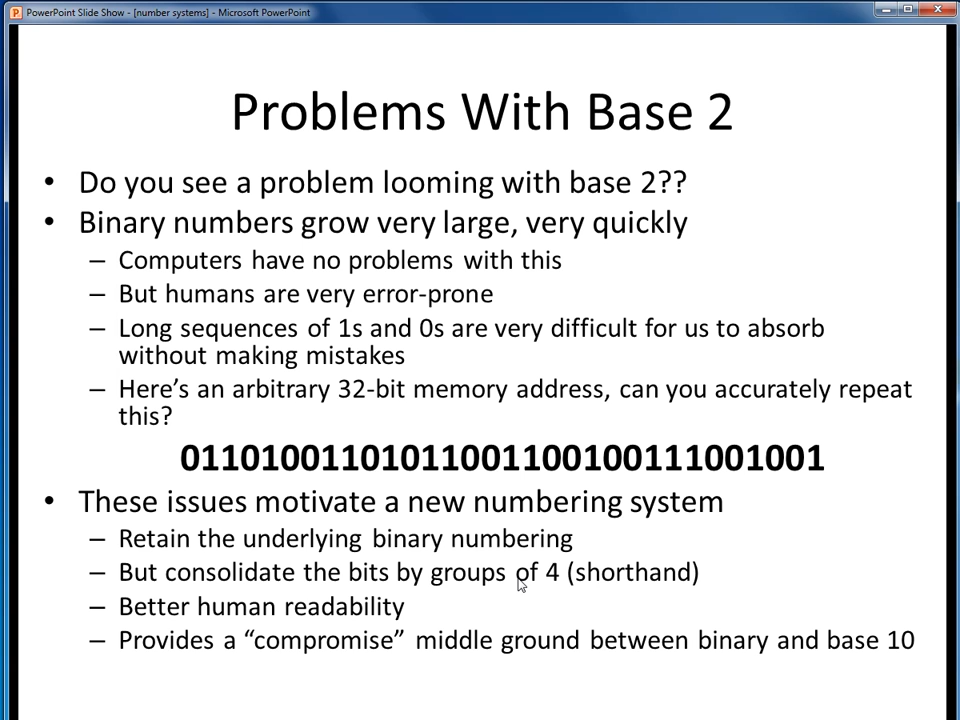 PowerPoint Slide Show - [number systems] - Microsoft PowerPoint
Problems With Base 2
• Do you see a problem looming with base 2??
• Binary numbers grow very large, very quickly
– Computers have no problems with this
– But humans are very error-prone
– Long sequences of 1s and 0s are very difficult for us to absorb
without making mistakes
– Here's an arbitrary 32-bit memory address, can you accurately repeat
this?
01101001101011001100100111001001
• These issues motivate a new numbering system
– Retain the underlying binary numbering
– But consolidate the bits by groups of 4 (shorthand)
– Better human readability
– Provides a “compromise” middle ground between binary and base 10